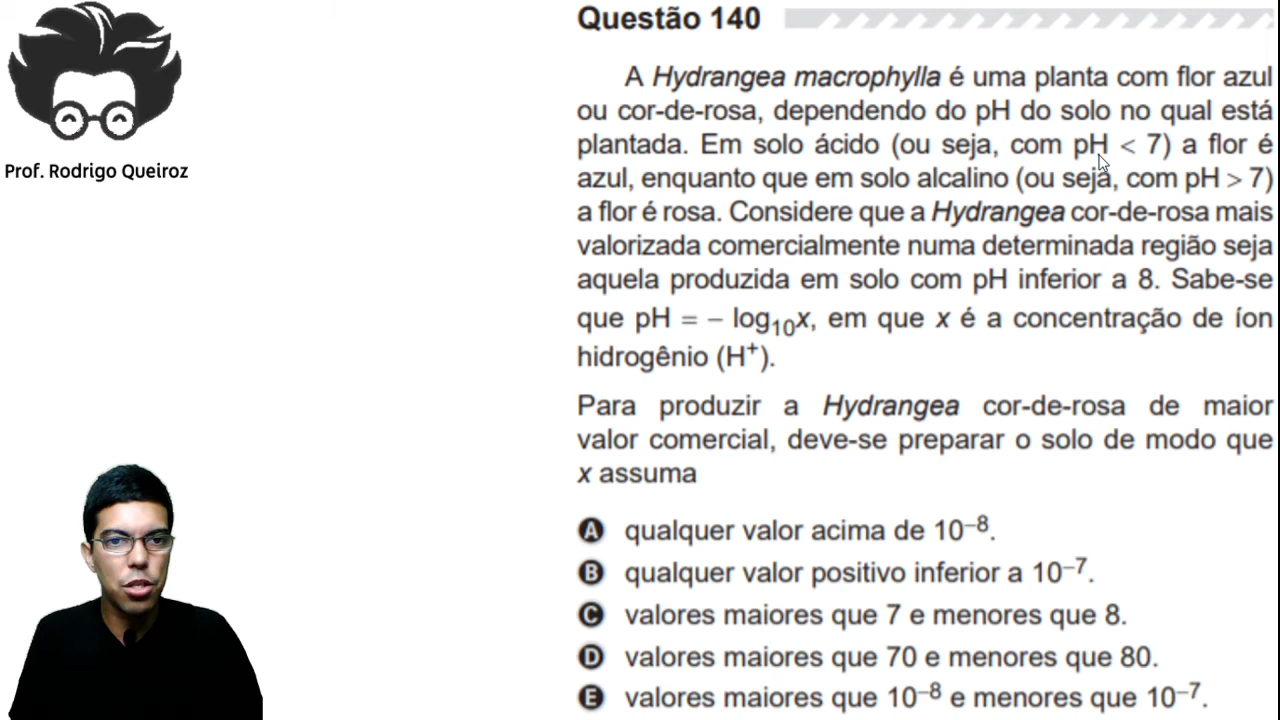 Prof. Rodrigo Queiroz
Questão 140
A Hydrangea macrophylla é uma planta com flor azul
ou cor-de-rosa, dependendo do pH do solo no qual está
plantada. Em solo ácido (ou seja, com pH < 7) a flor é
azul, enquanto que em solo alcalino (ou seja, com pH > 7)
a flor é rosa. Considere que a Hydrangea cor-de-rosa mais
valorizada comercialmente numa determinada região seja
aquela produzida em solo com pH inferior a 8. Sabe-se
que pH = – log₁₀x, em que x é a concentração de íon
hidrogênio (H⁺).
Para produzir a Hydrangea cor-de-rosa de maior
valor comercial, deve-se preparar o solo de modo que
x assuma
A qualquer valor acima de 10⁻⁸.
B qualquer valor positivo inferior a 10⁻⁷.
C valores maiores que 7 e menores que 8.
D valores maiores que 70 e menores que 80.
E valores maiores que 10⁻⁸ e menores que 10⁻⁷.